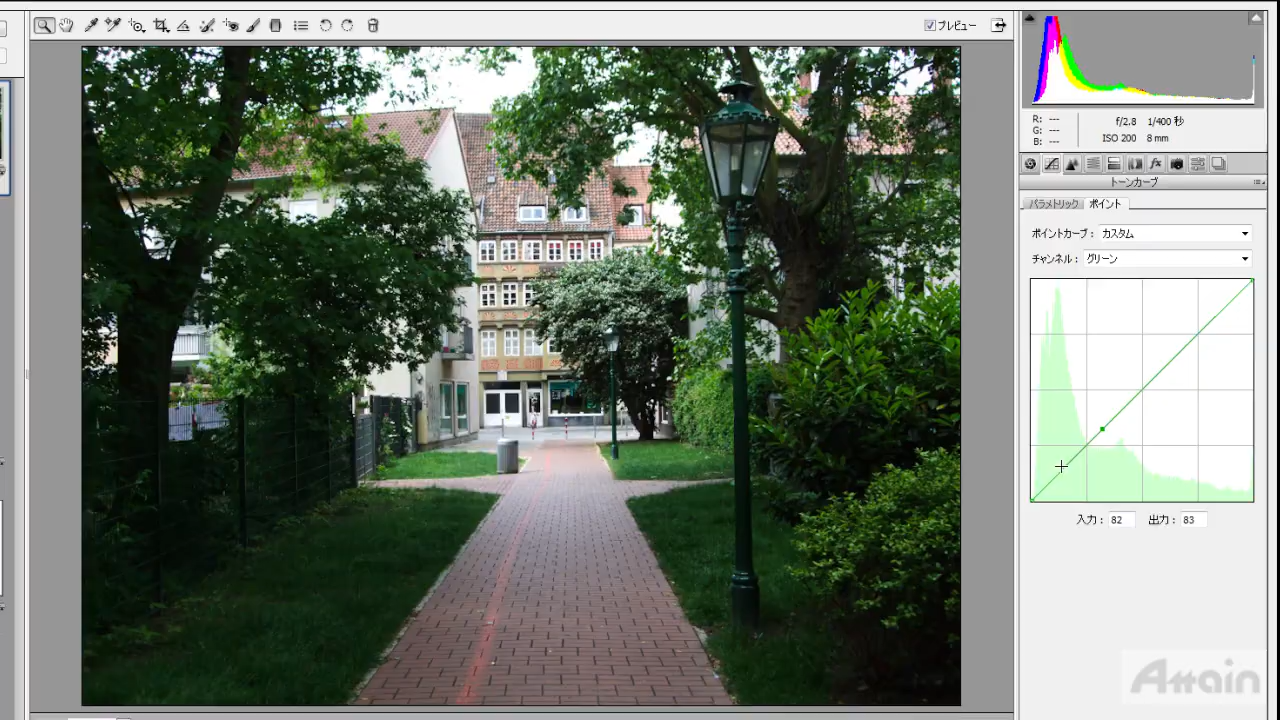 プレビュー
R: ---
G: ---
B: ---
f/2.8 1/400 秒
ISO 200 8 mm
トーンカーブ
パラメトリック ポイント
ポイントカーブ : カスタム
チャンネル : グリーン
入力 : 82 出力 : 83
Attain